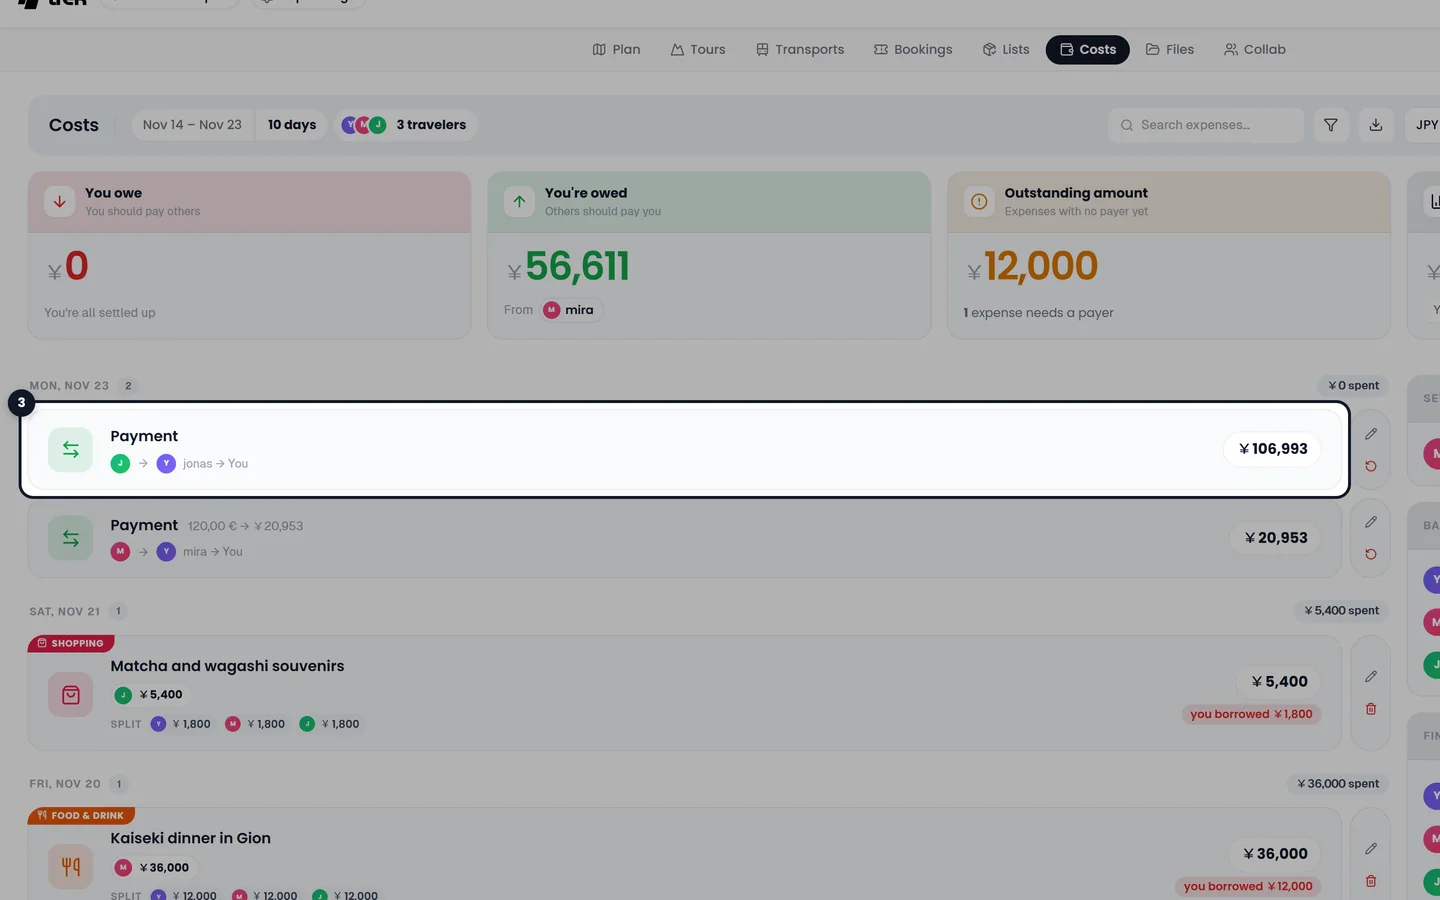 Plan
Tours
Transports
Bookings
Lists
Costs
Files
Collab
Costs
Nov 14 – Nov 23
10 days
Y M J
3 travelers
Search expenses...
JPY
You owe
You should pay others
¥0
You're all settled up
You're owed
Others should pay you
¥56,611
From M mira
Outstanding amount
Expenses with no payer yet
¥12,000
1 expense needs a payer
MON, NOV 23 2
¥0 spent
3
Payment
J → Y jonas → You
¥106,993
Payment 120,00 € → ¥20,953
M → Y mira → You
¥20,953
SAT, NOV 21 1
¥5,400 spent
SHOPPING
Matcha and wagashi souvenirs
J ¥5,400
SPLIT Y ¥1,800 M ¥1,800 J ¥1,800
¥5,400
you borrowed ¥1,800
FRI, NOV 20 1
¥36,000 spent
FOOD & DRINK
Kaiseki dinner in Gion
M ¥36,000
SPLIT Y ¥12,000 M ¥12,000 J ¥12,000
¥36,000
you borrowed ¥12,000